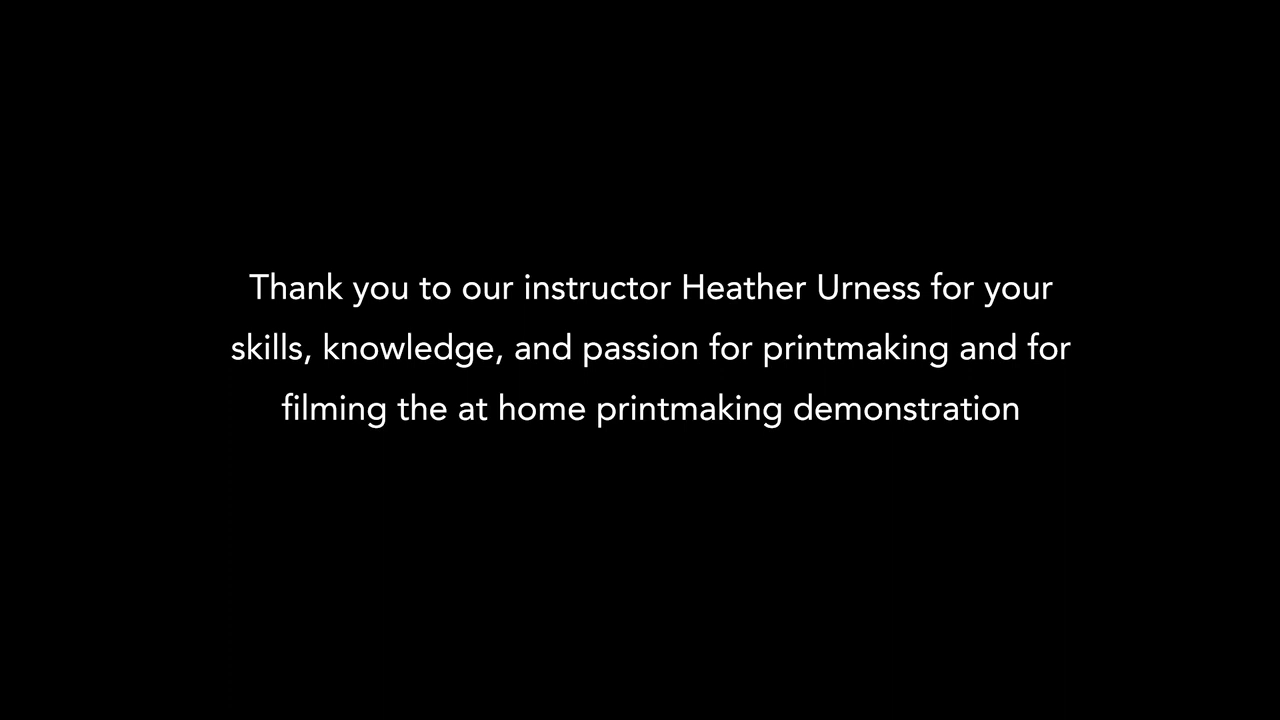 Thank you to our instructor Heather Urness for your
skills, knowledge, and passion for printmaking and for
filming the at home printmaking demonstration